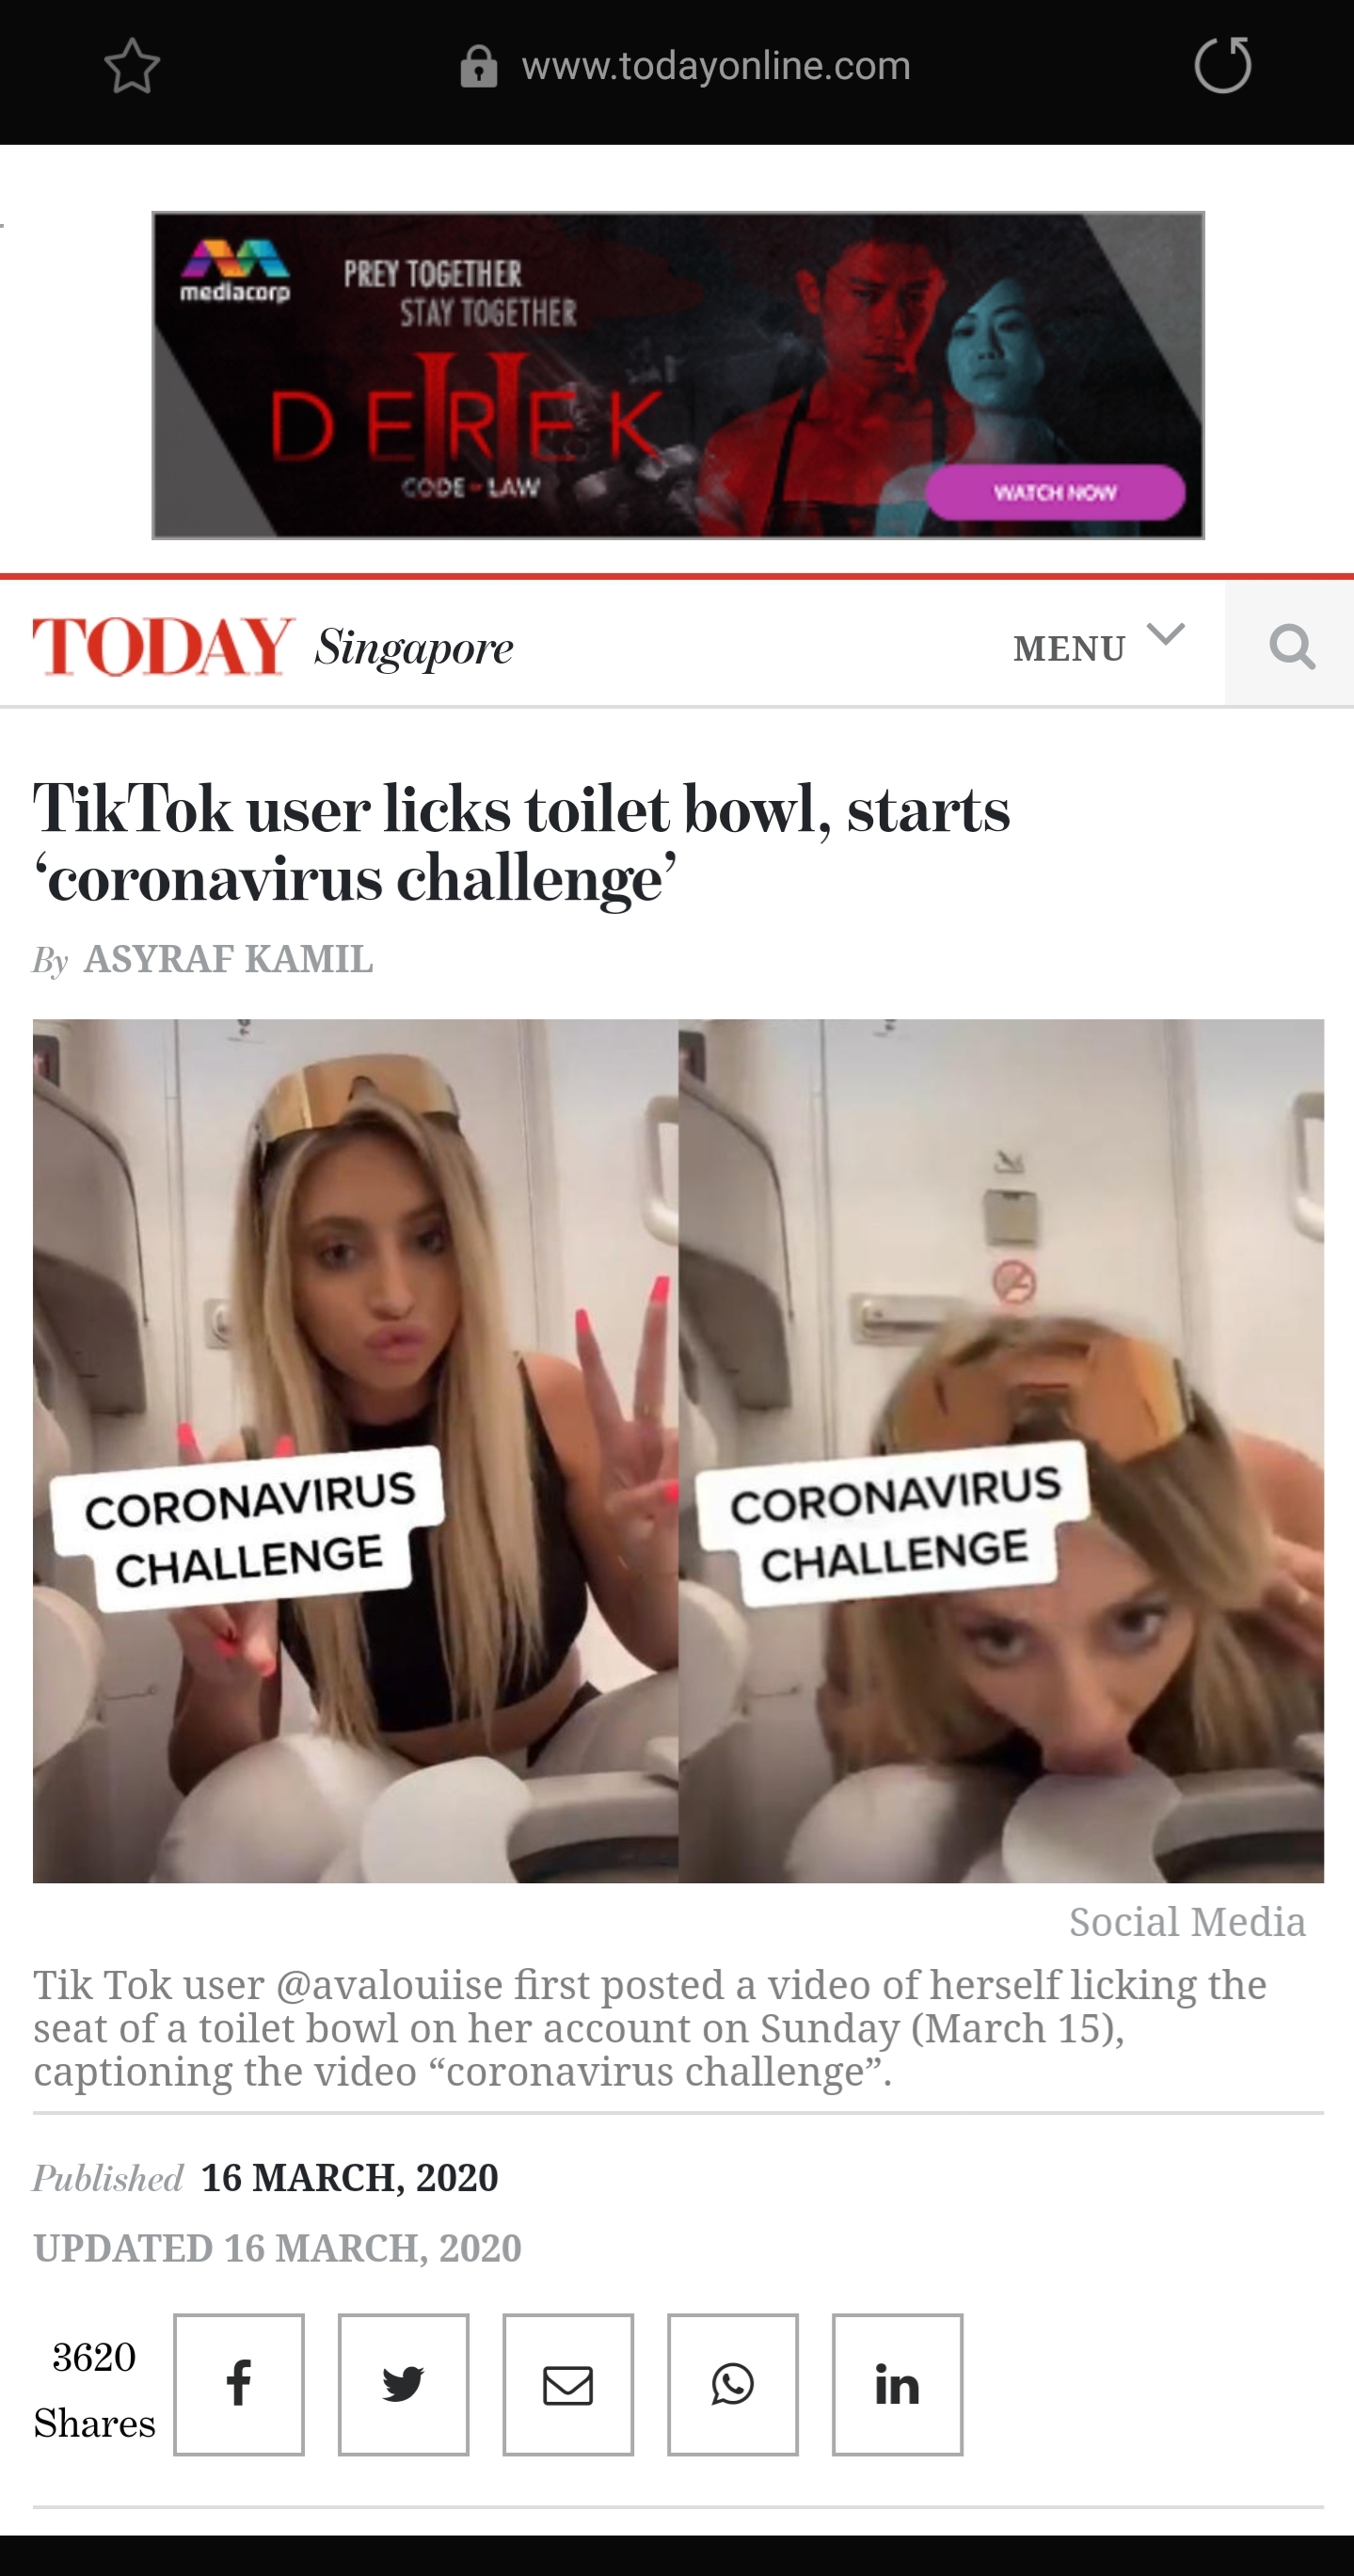 www.todayonline.com
mediacorp
PREY TOGETHER
STAY TOGETHER
II
DEREK
CODE OF LAW
WATCH NOW
TODAY Singapore
MENU
TikTok user licks toilet bowl, starts
‘coronavirus challenge’
By ASYRAF KAMIL
CORONAVIRUS
CHALLENGE
CORONAVIRUS
CHALLENGE
Social Media
Tik Tok user @avalouiise first posted a video of herself licking the
seat of a toilet bowl on her account on Sunday (March 15),
captioning the video “coronavirus challenge”.
Published 16 MARCH, 2020
UPDATED 16 MARCH, 2020
3620
Shares
f
in